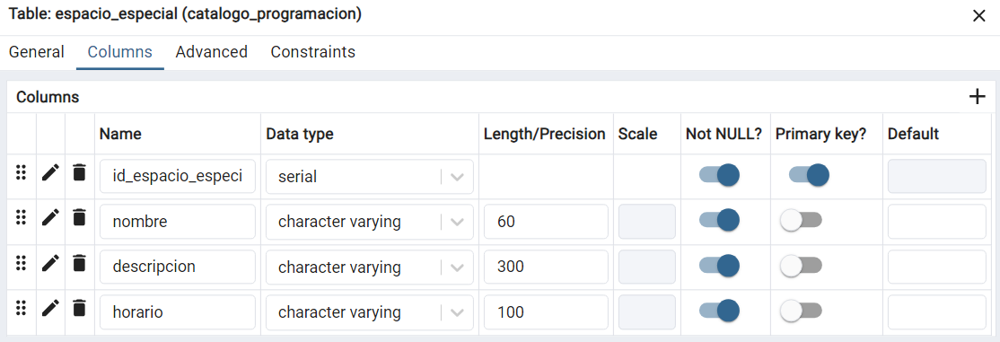 Table: espacio_especial (catalogo_programacion)
General Columns Advanced Constraints
Columns
Name Data type Length/Precision Scale Not NULL? Primary key? Default
id_espacio_especi serial
nombre character varying 60
descripcion character varying 300
horario character varying 100